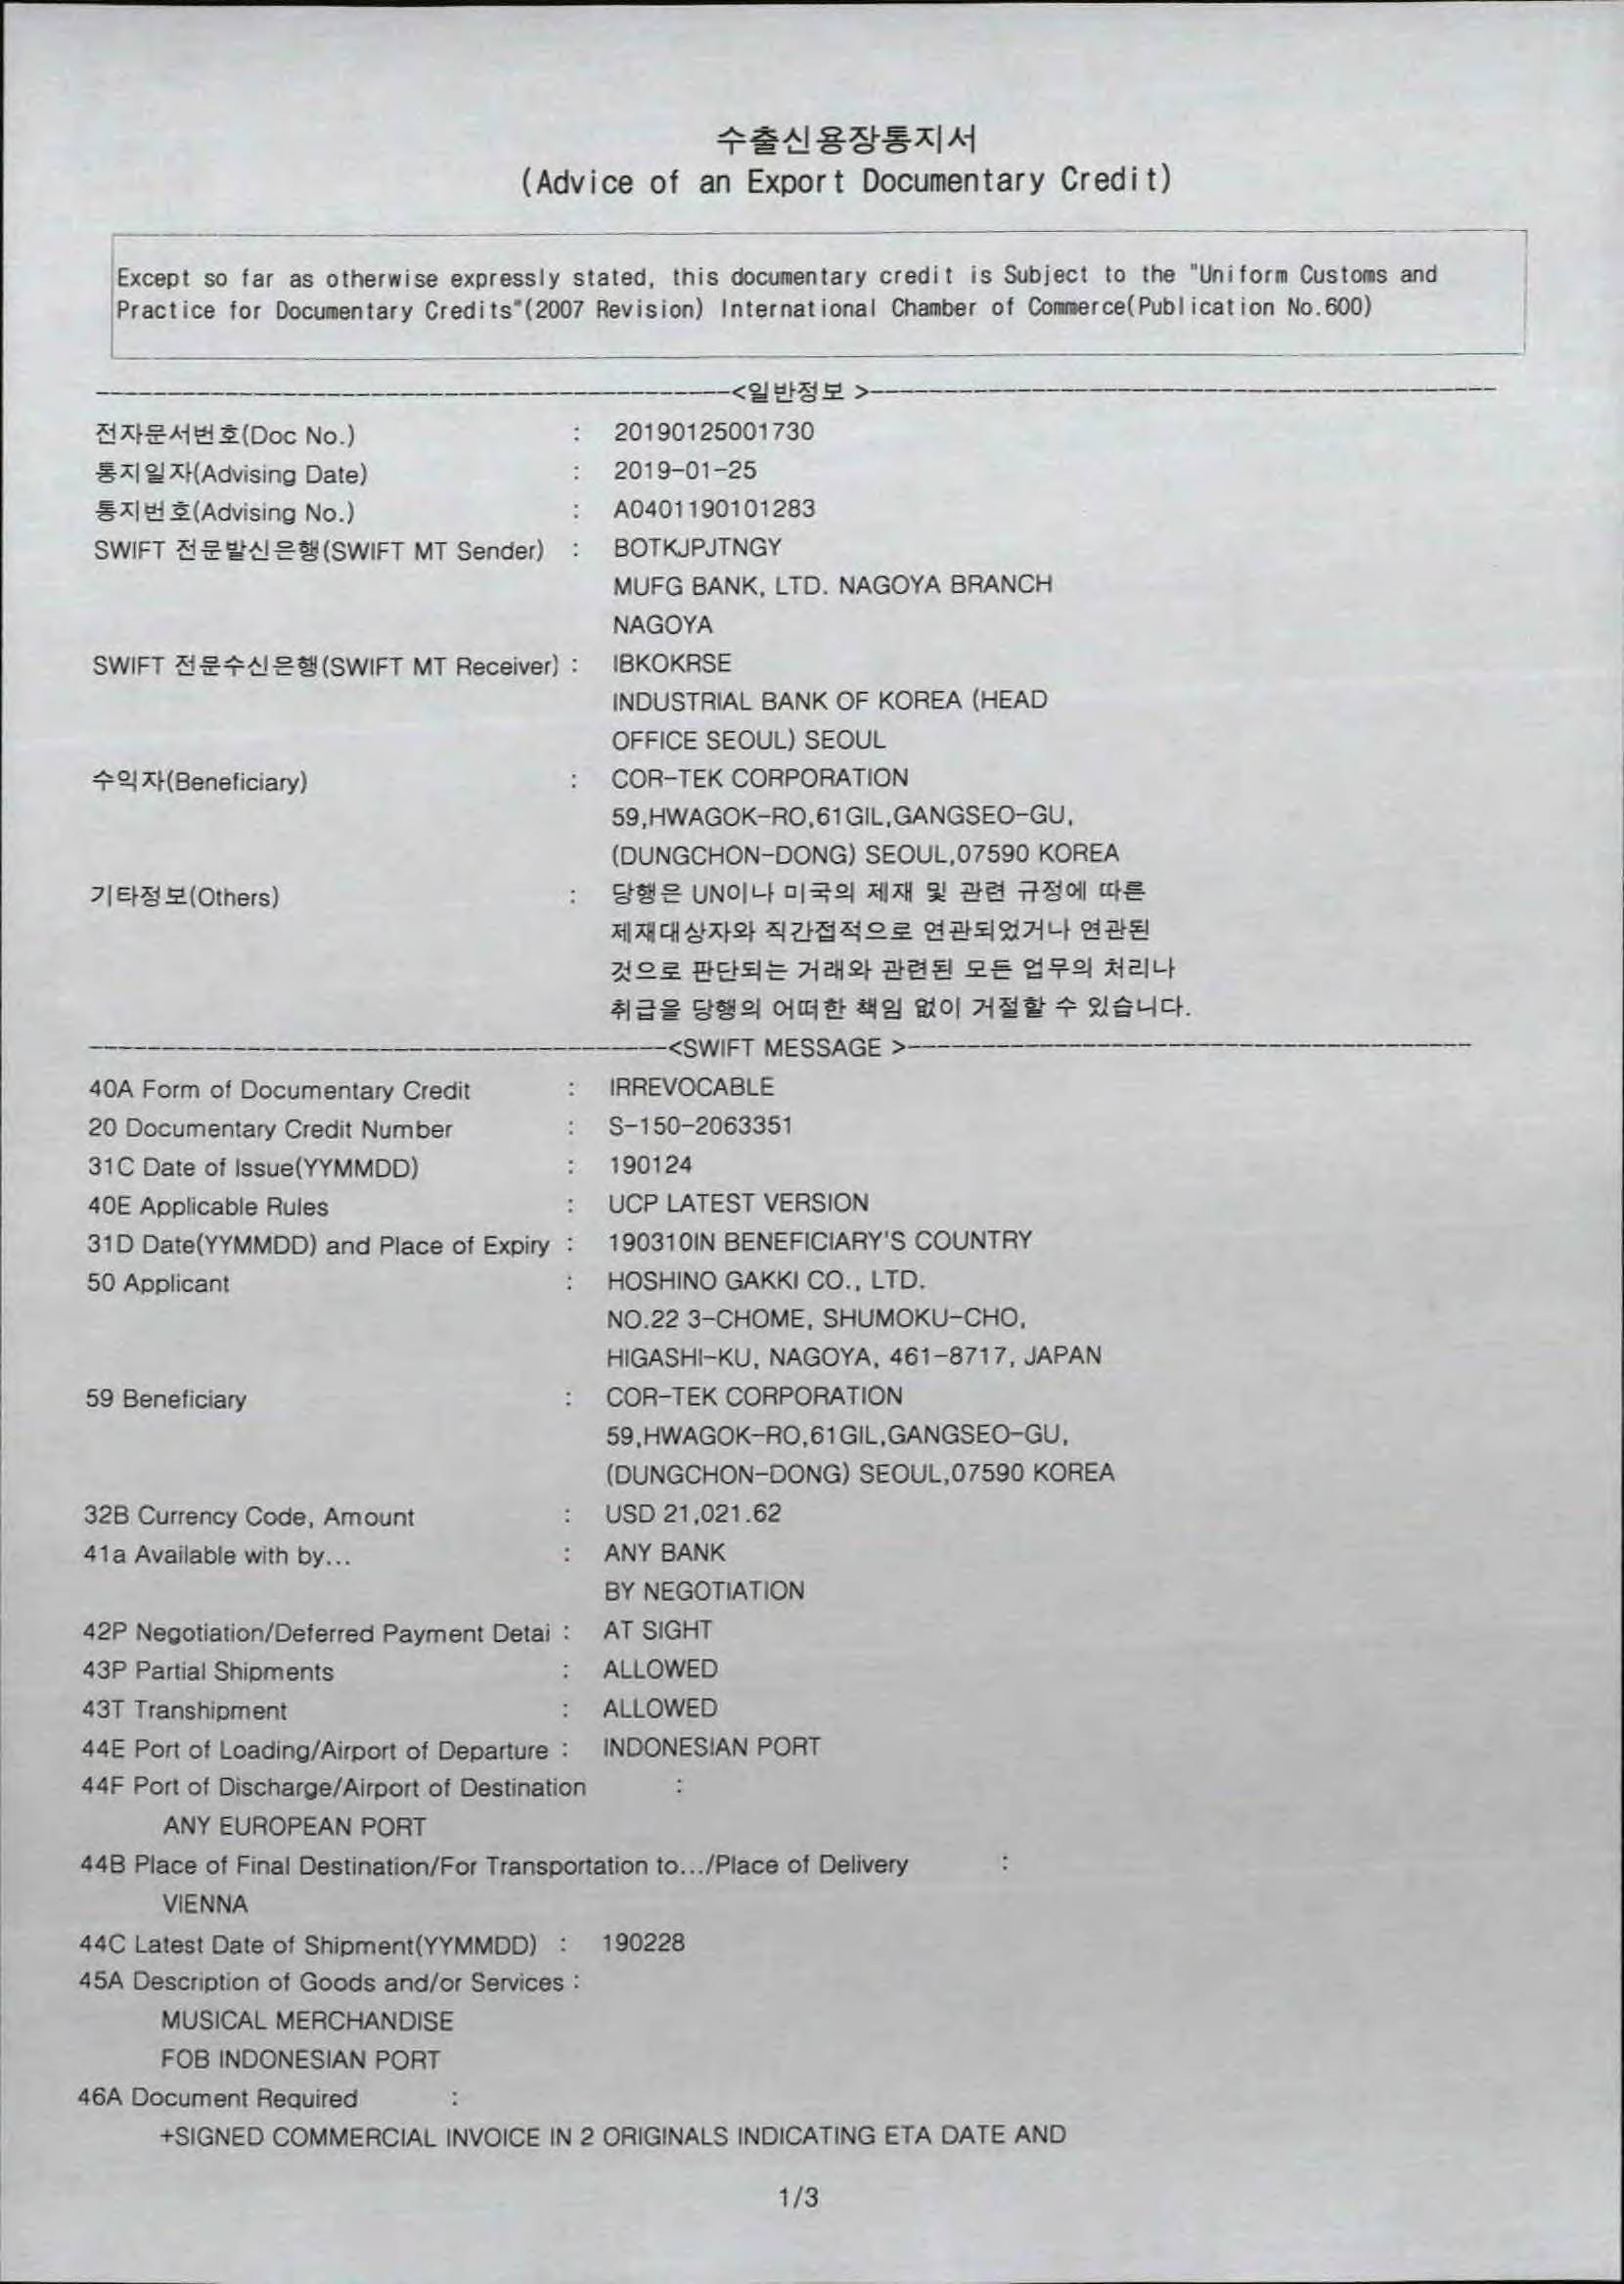 수출신용장통지서
(Advice of an Export Documentary Credit)
Except so far as otherwise expressly stated, this documentary credit is Subject to the "Uniform Customs and
Practice for Documentary Credits"(2007 Revision) International Chamber of Commerce(Publication No.600)
<일반정보 >
전자문서번호(Doc No.) : 20190125001730
통지일자(Advising Date) : 2019-01-25
통지번호(Advising No.) : A0401190101283
SWIFT 전문발신은행(SWIFT MT Sender) : BOTKJPJTNGY
MUFG BANK, LTD. NAGOYA BRANCH
NAGOYA
SWIFT 전문수신은행(SWIFT MT Receiver) : IBKOKRSE
INDUSTRIAL BANK OF KOREA (HEAD
OFFICE SEOUL) SEOUL
수익자(Beneficiary) : COR-TEK CORPORATION
59,HWAGOK-RO,61GIL,GANGSEO-GU,
(DUNGCHON-DONG) SEOUL,07590 KOREA
기타정보(Others) : 당행은 UN이나 미국의 제재 및 관련 규정에 따른
제재대상자와 직간접적으로 연관되었거나 연관된
것으로 판단되는 거래와 관련된 모든 업무의 처리나
취급을 당행의 어떠한 책임 없이 거절할 수 있습니다.
<SWIFT MESSAGE >
40A Form of Documentary Credit : IRREVOCABLE
20 Documentary Credit Number : S-150-2063351
31C Date of Issue(YYMMDD) : 190124
40E Applicable Rules : UCP LATEST VERSION
31D Date(YYMMDD) and Place of Expiry : 190310IN BENEFICIARY'S COUNTRY
50 Applicant : HOSHINO GAKKI CO., LTD.
NO.22 3-CHOME, SHUMOKU-CHO,
HIGASHI-KU, NAGOYA, 461-8717, JAPAN
59 Beneficiary : COR-TEK CORPORATION
59,HWAGOK-RO,61GIL,GANGSEO-GU,
(DUNGCHON-DONG) SEOUL,07590 KOREA
32B Currency Code, Amount : USD 21,021.62
41a Available with by... : ANY BANK
BY NEGOTIATION
42P Negotiation/Deferred Payment Detai : AT SIGHT
43P Partial Shipments : ALLOWED
43T Transhipment : ALLOWED
44E Port of Loading/Airport of Departure : INDONESIAN PORT
44F Port of Discharge/Airport of Destination :
ANY EUROPEAN PORT
44B Place of Final Destination/For Transportation to.../Place of Delivery :
VIENNA
44C Latest Date of Shipment(YYMMDD) : 190228
45A Description of Goods and/or Services :
MUSICAL MERCHANDISE
FOB INDONESIAN PORT
46A Document Required :
+SIGNED COMMERCIAL INVOICE IN 2 ORIGINALS INDICATING ETA DATE AND
1/3